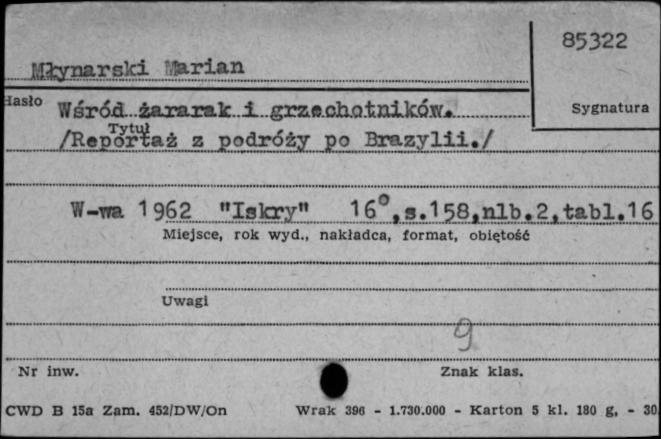 85322
Młynarski Marian
Hasło
Sygnatura
Wśród żararak i grzechotników.
Tytuł
/Reportaż z podróży po Brazylii./
W-wa 1962 "Iskry" 16°,s.158,nlb.2,tabl.16
Miejsce, rok wyd., nakładca, format, objętość
Uwagi
9
Nr inw.
Znak klas.
CWD B 15a Zam. 452/DW/On Wrak 396 - 1.730.000 - Karton 5 kl. 180 g, - 30